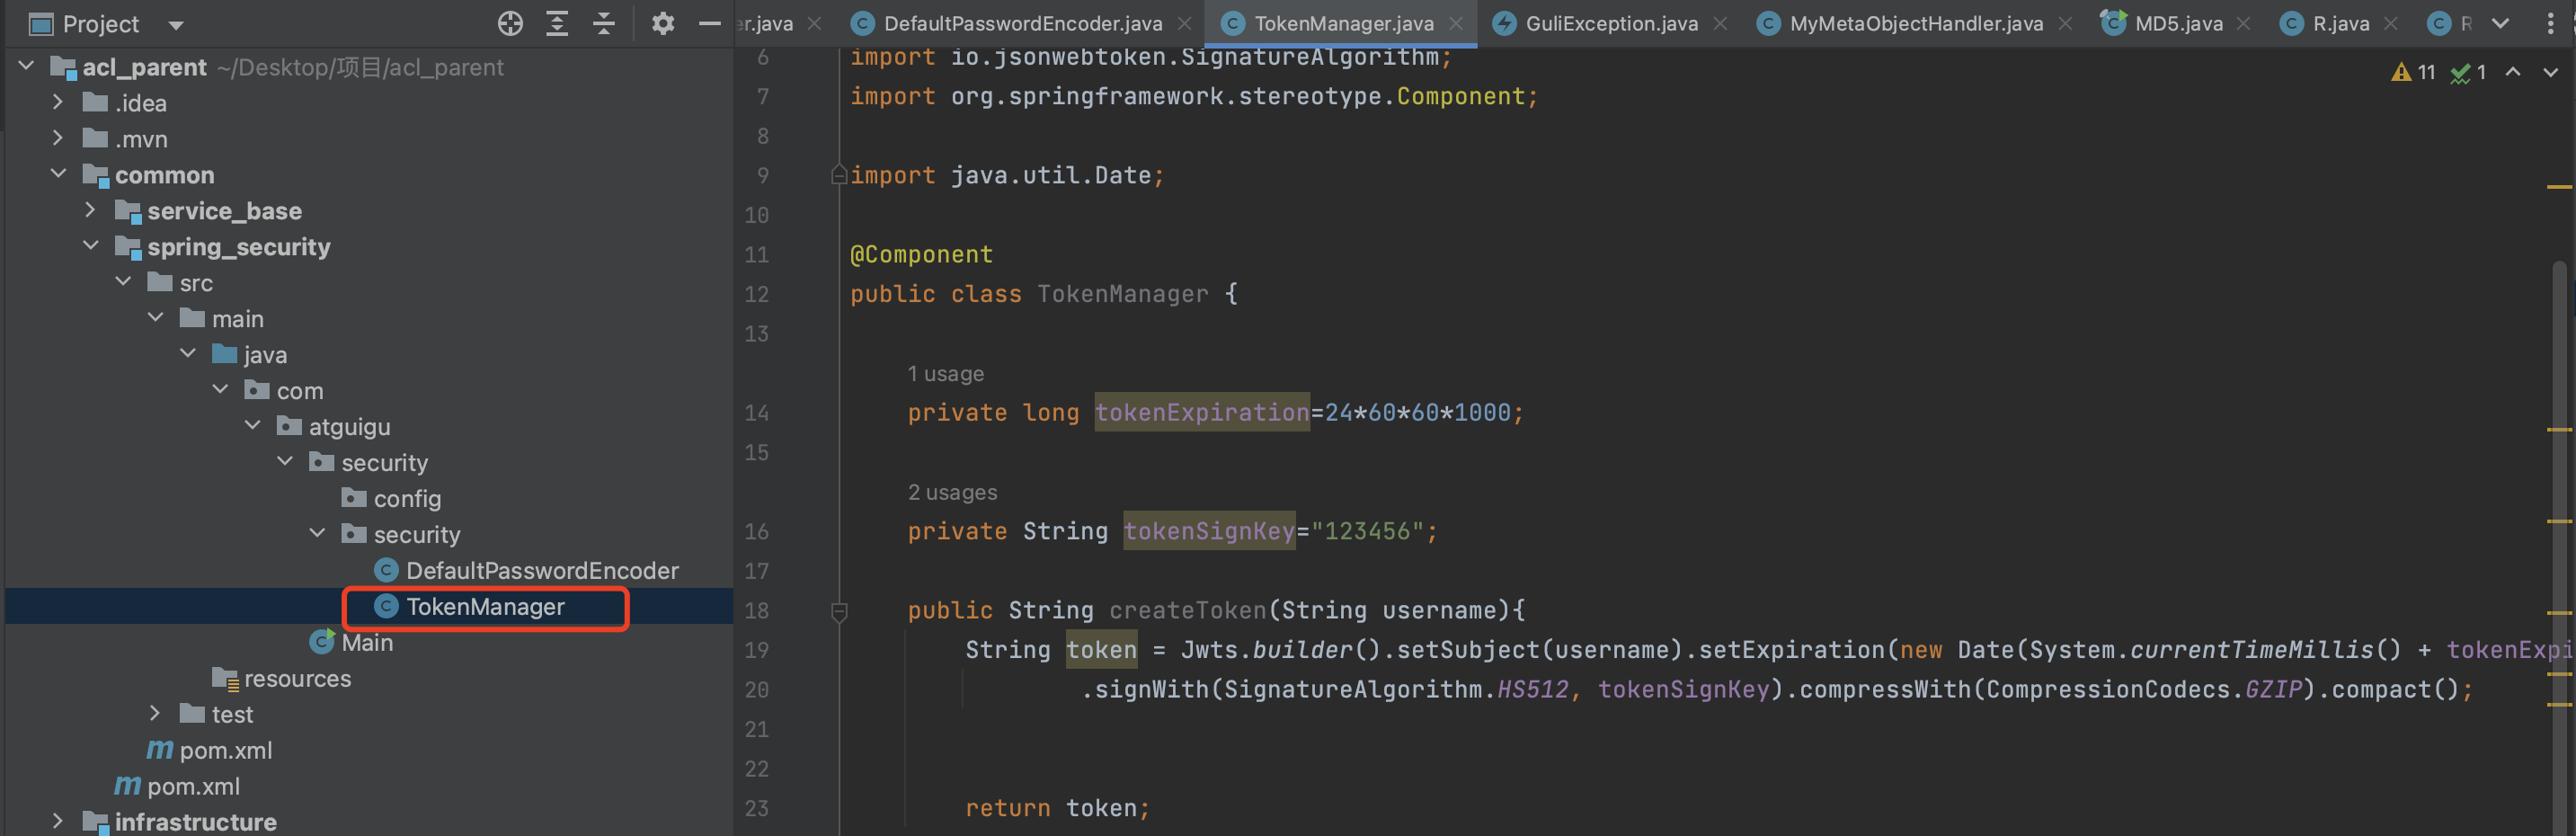 Project
acl_parent ~/Desktop/项目/acl_parent
.idea
.mvn
common
service_base
spring_security
src
main
java
com
atguigu
security
config
security
DefaultPasswordEncoder
TokenManager
Main
resources
test
pom.xml
pom.xml
infrastructure
er.java DefaultPasswordEncoder.java TokenManager.java GuliException.java MyMetaObjectHandler.java MD5.java R.java R
11 1
6 import io.jsonwebtoken.SignatureAlgorithm;
7 import org.springframework.stereotype.Component;
8
9 import java.util.Date;
10
11 @Component
12 public class TokenManager {
13
1 usage
14 private long tokenExpiration=24*60*60*1000;
15
2 usages
16 private String tokenSignKey="123456";
17
18 public String createToken(String username){
19 String token = Jwts.builder().setSubject(username).setExpiration(new Date(System.currentTimeMillis() + tokenExpi
20 .signWith(SignatureAlgorithm.HS512, tokenSignKey).compressWith(CompressionCodecs.GZIP).compact();
21
22
23 return token;